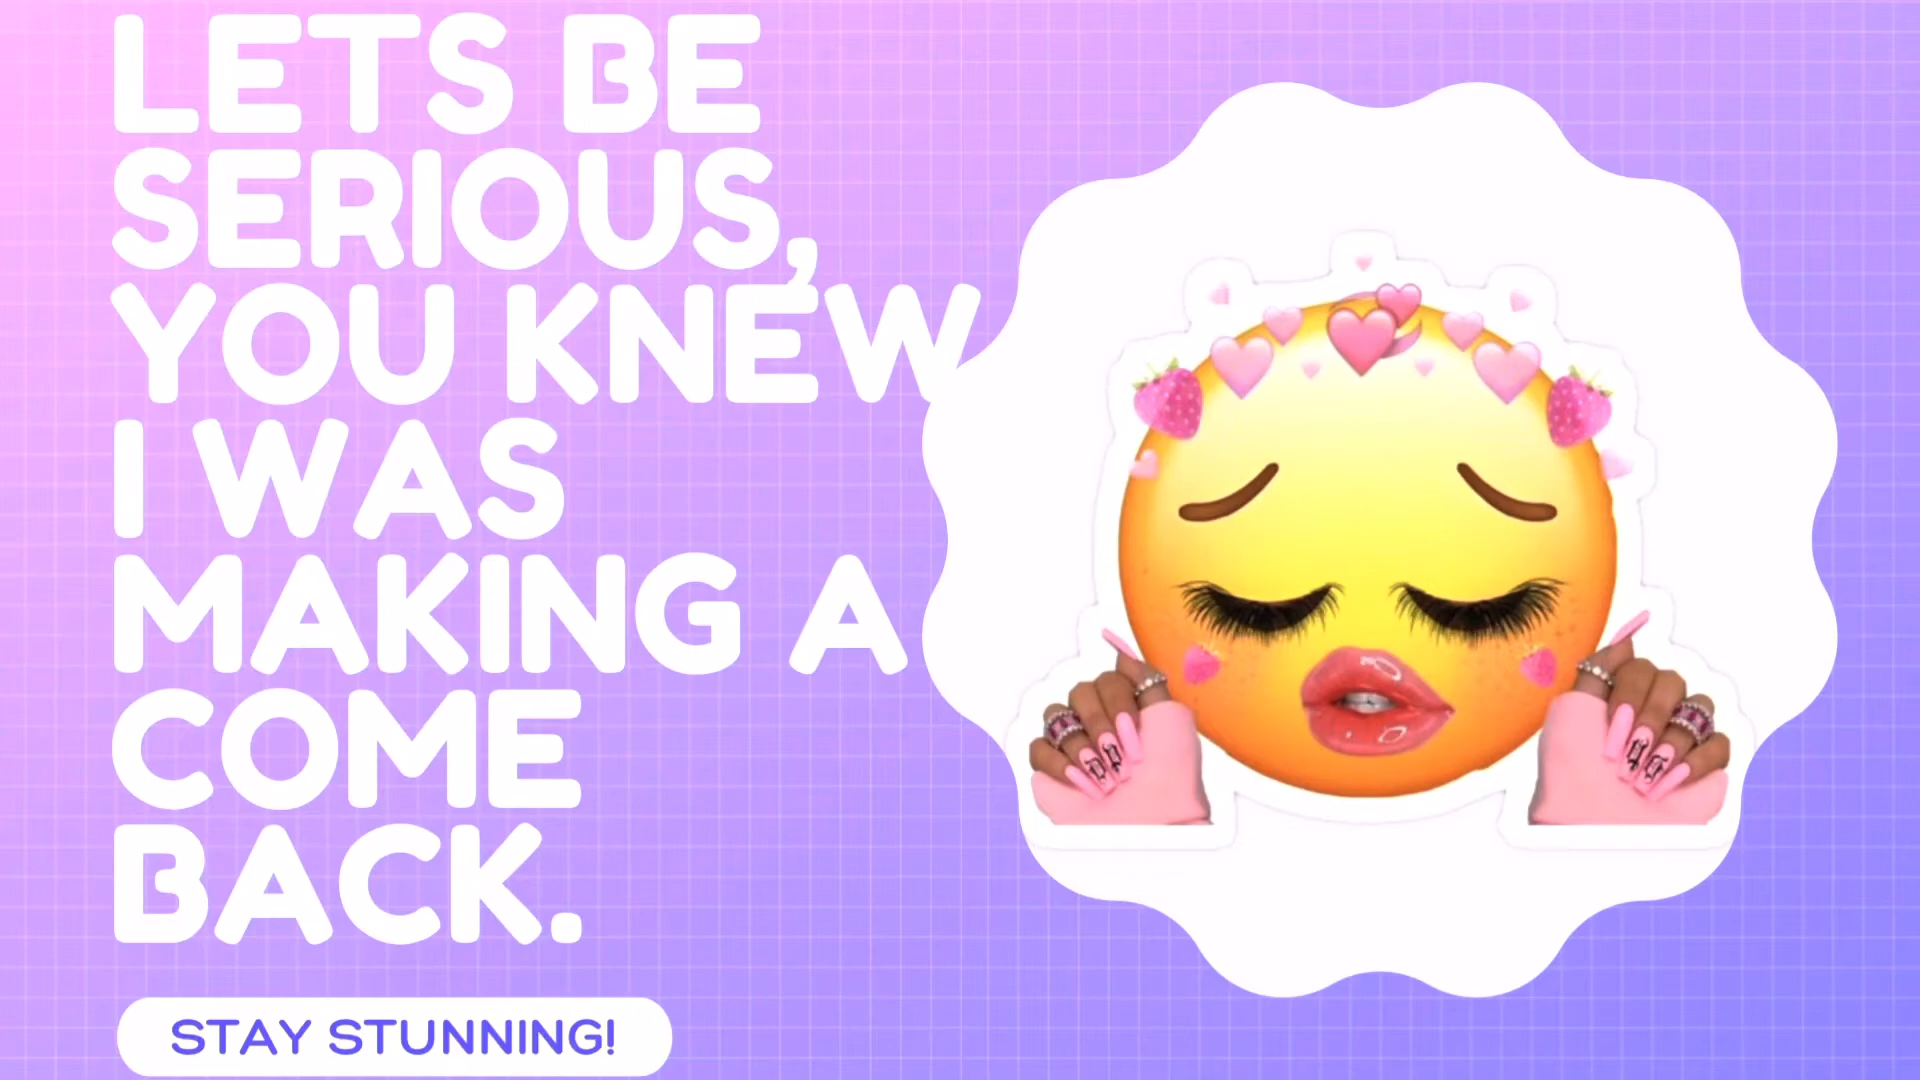 LETS BE
SERIOUS,
YOU KNEW
I WAS
MAKING A
COME
BACK.
STAY STUNNING!